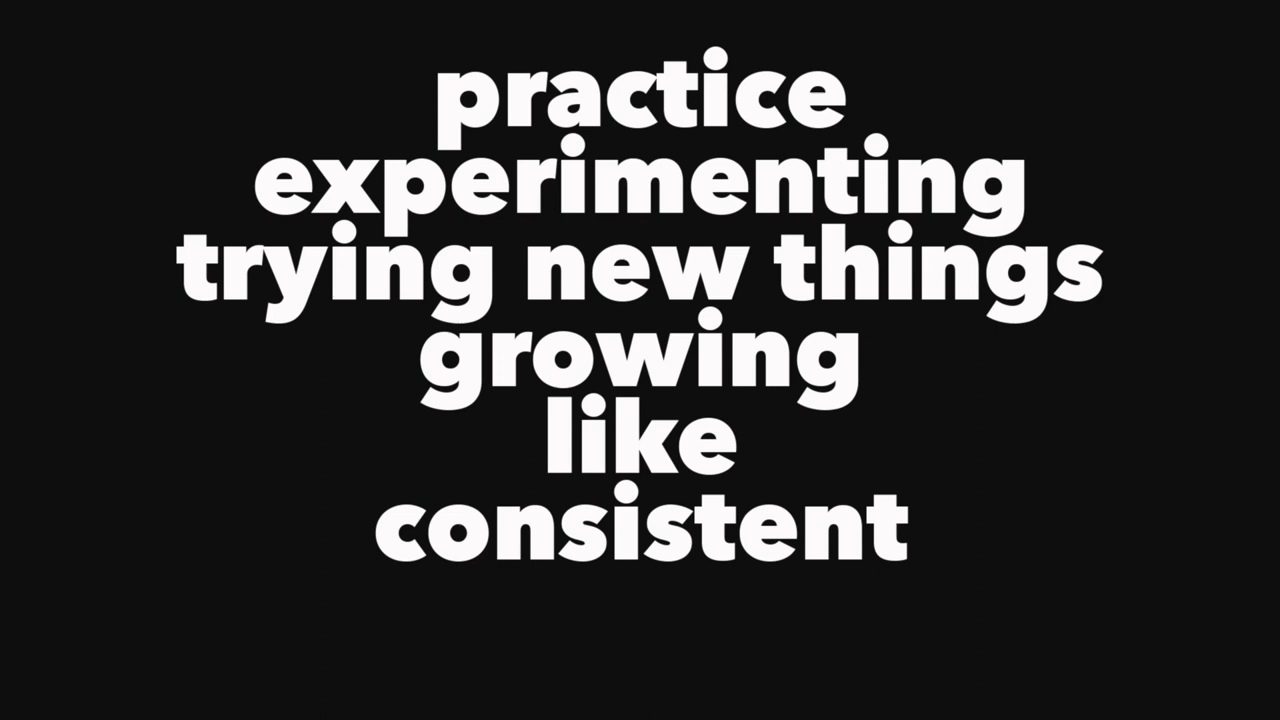 practice
experimenting
trying new things
growing
like
consistent